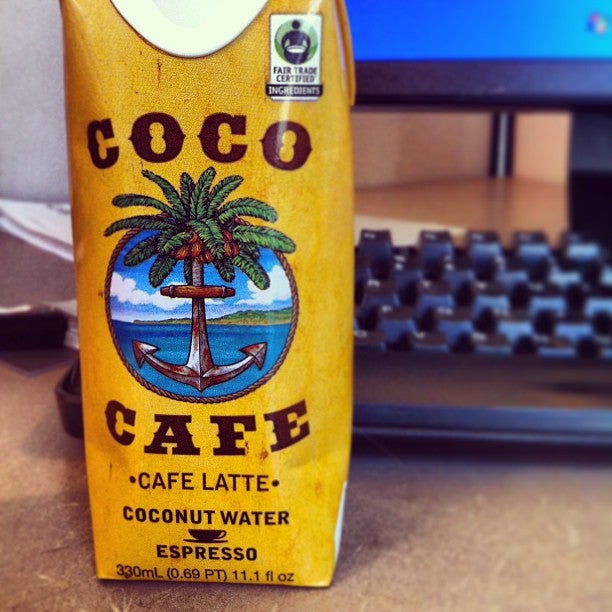 FAIR TRADE
CERTIFIED
INGREDIENTS
COCO
CAFE
•CAFE LATTE•
COCONUT WATER
ESPRESSO
330mL (0.69 PT) 11.1 fl oz